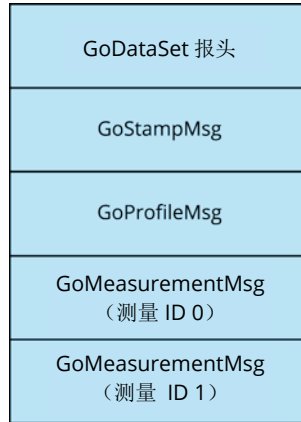 GoDataSet 报头
GoStampMsg
GoProfileMsg
GoMeasurementMsg
（测量 ID 0）
GoMeasurementMsg
（测量 ID 1）